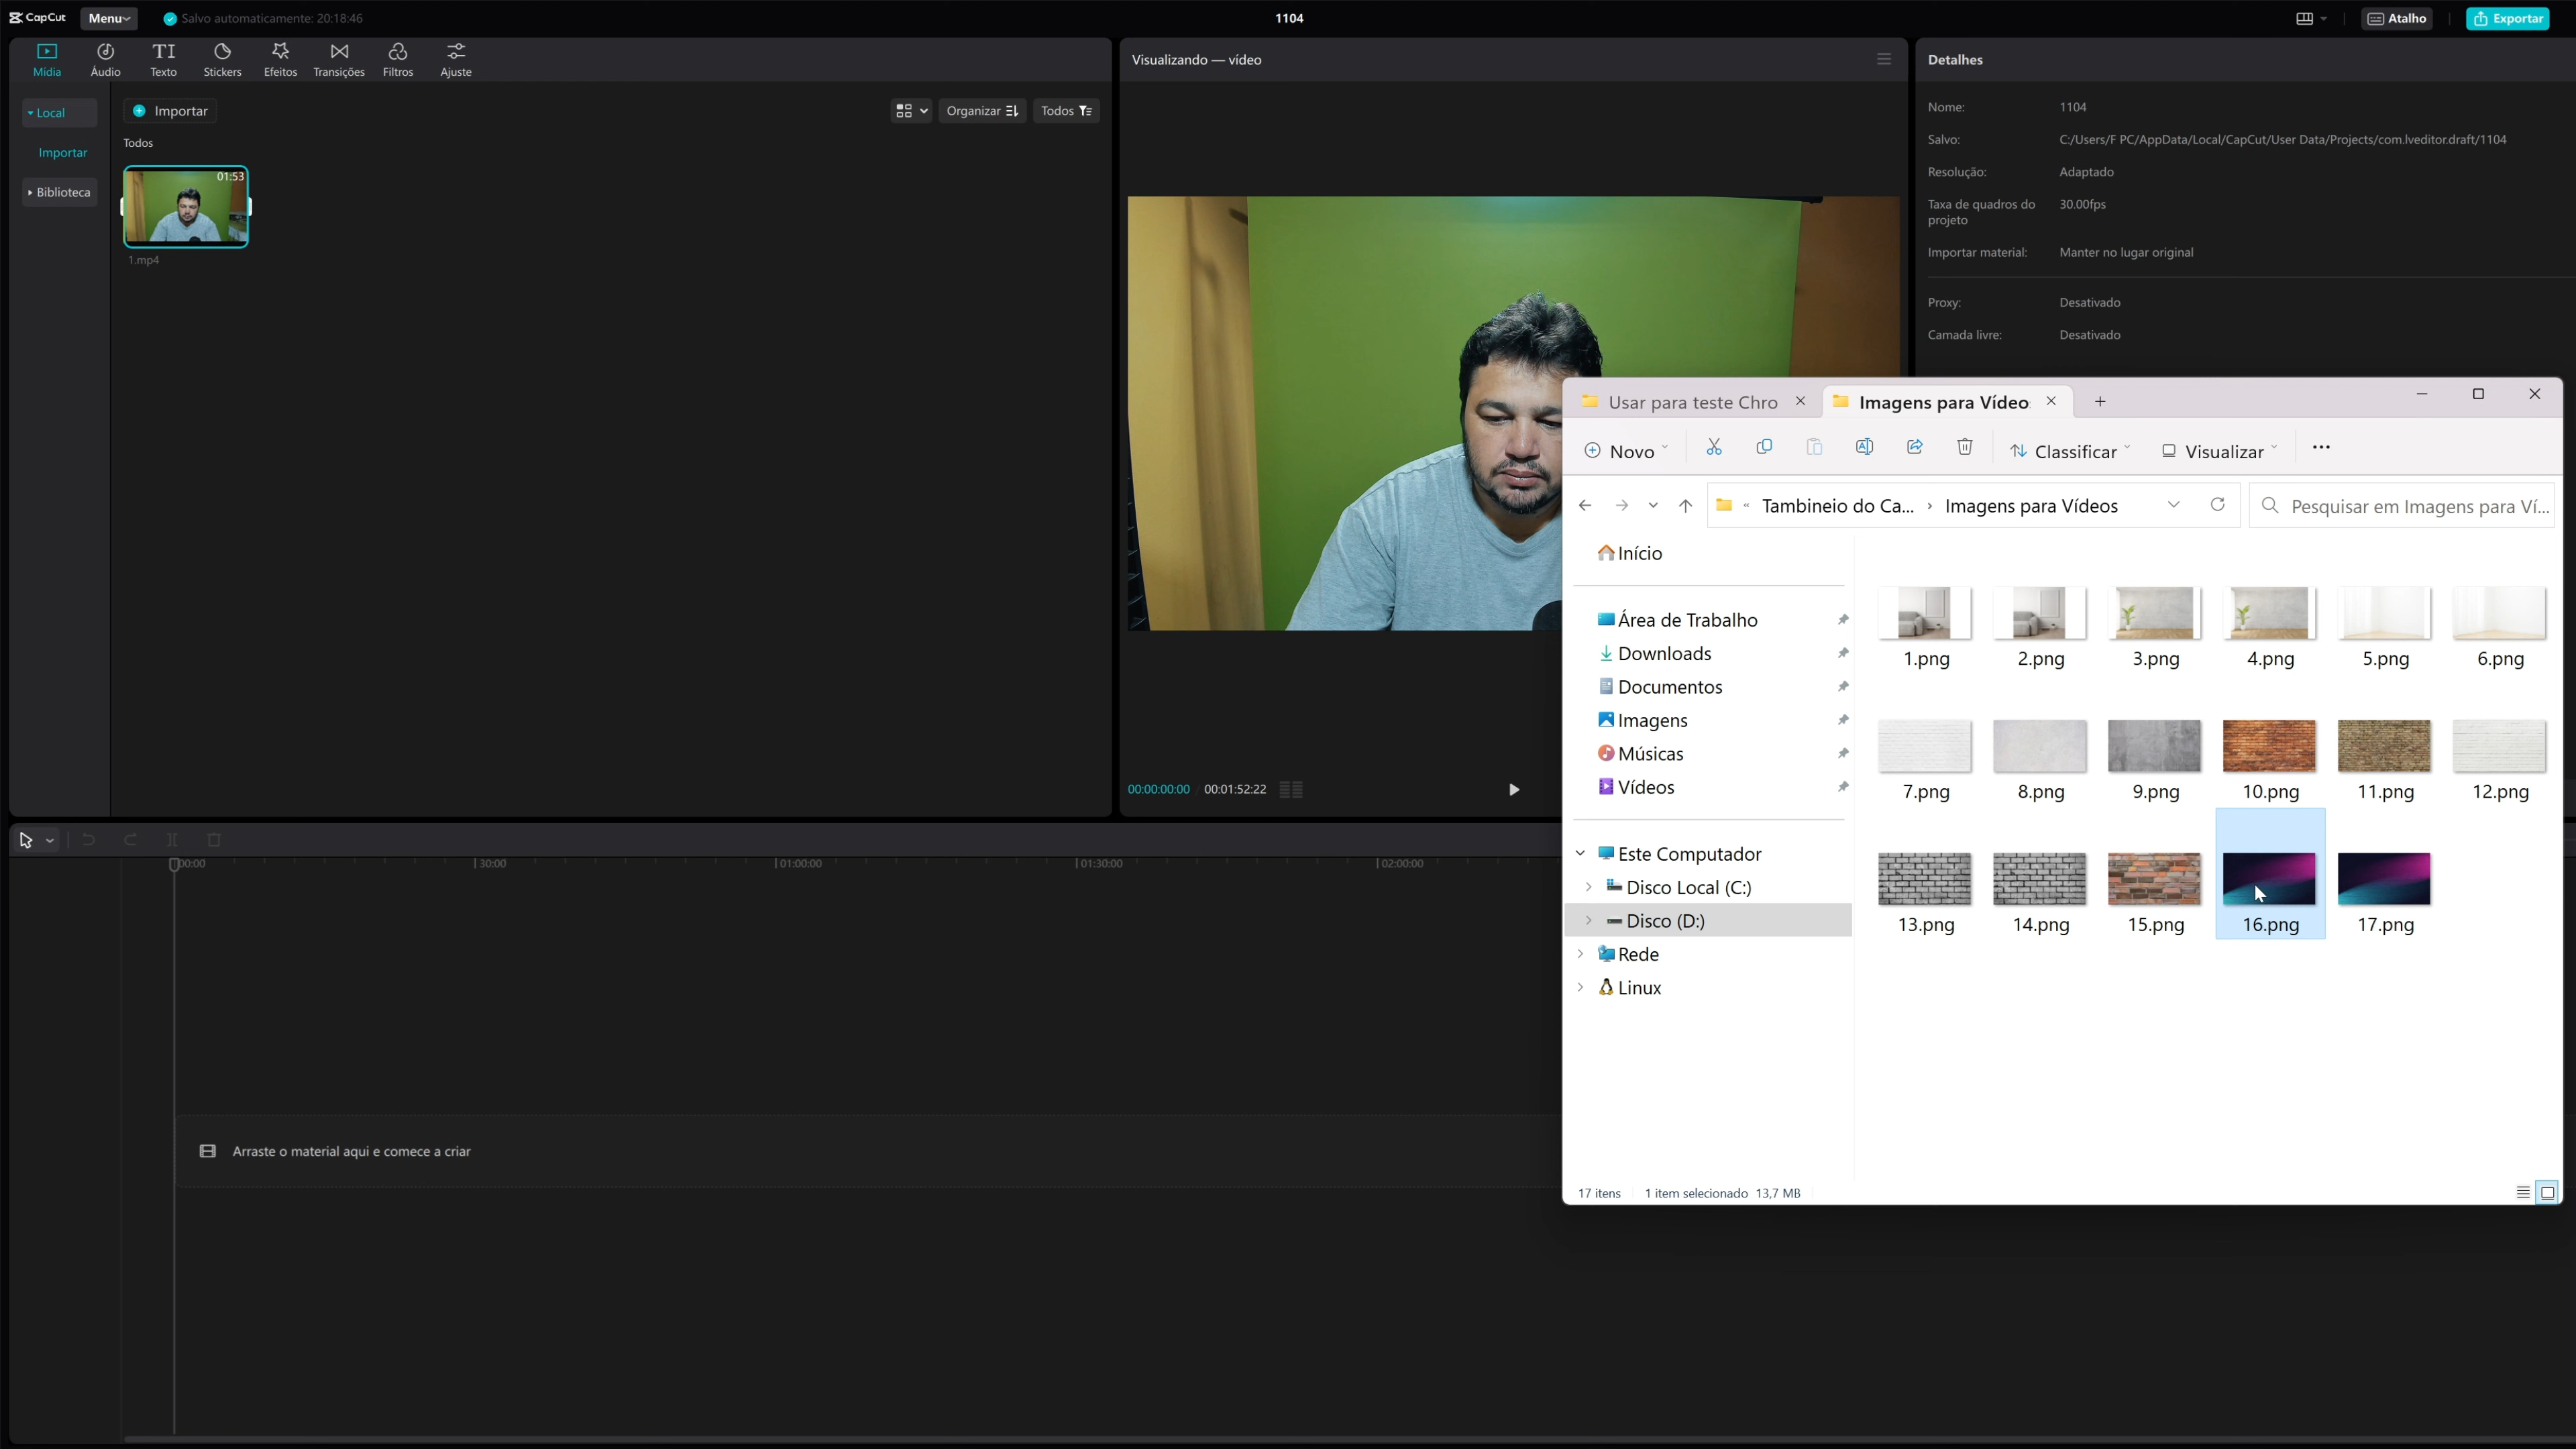 CapCut
Menu
Salvo automaticamente: 20:18:46
1104
Atalho
Exportar
Mídia
Áudio
TI
Texto
Stickers
Efeitos
Transições
Filtros
Ajuste
Visualizando — vídeo
Detalhes
Local
Importar
Biblioteca
Importar
Organizar
Todos
Todos
01:53
1.mp4
Nome:
1104
Salvo:
C:/Users/F PC/AppData/Local/CapCut/User Data/Projects/com.lveditor.draft/1104
Resolução:
Adaptado
Taxa de quadros do
projeto
30.00fps
Importar material:
Manter no lugar original
Proxy:
Desativado
Camada livre:
Desativado
00:00:00:00
00:01:52:22
Usar para teste Chro
Imagens para Vídeo
Novo
Classificar
Visualizar
« Tambineio do Ca... › Imagens para Vídeos
Pesquisar em Imagens para Ví...
Início
Área de Trabalho
Downloads
Documentos
Imagens
Músicas
Vídeos
Este Computador
Disco Local (C:)
Disco (D:)
Rede
Linux
1.png
2.png
3.png
4.png
5.png
6.png
7.png
8.png
9.png
10.png
11.png
12.png
13.png
14.png
15.png
16.png
17.png
17 itens
1 item selecionado 13,7 MB
00:00
30:00
01:00:00
01:30:00
02:00:00
Arraste o material aqui e comece a criar